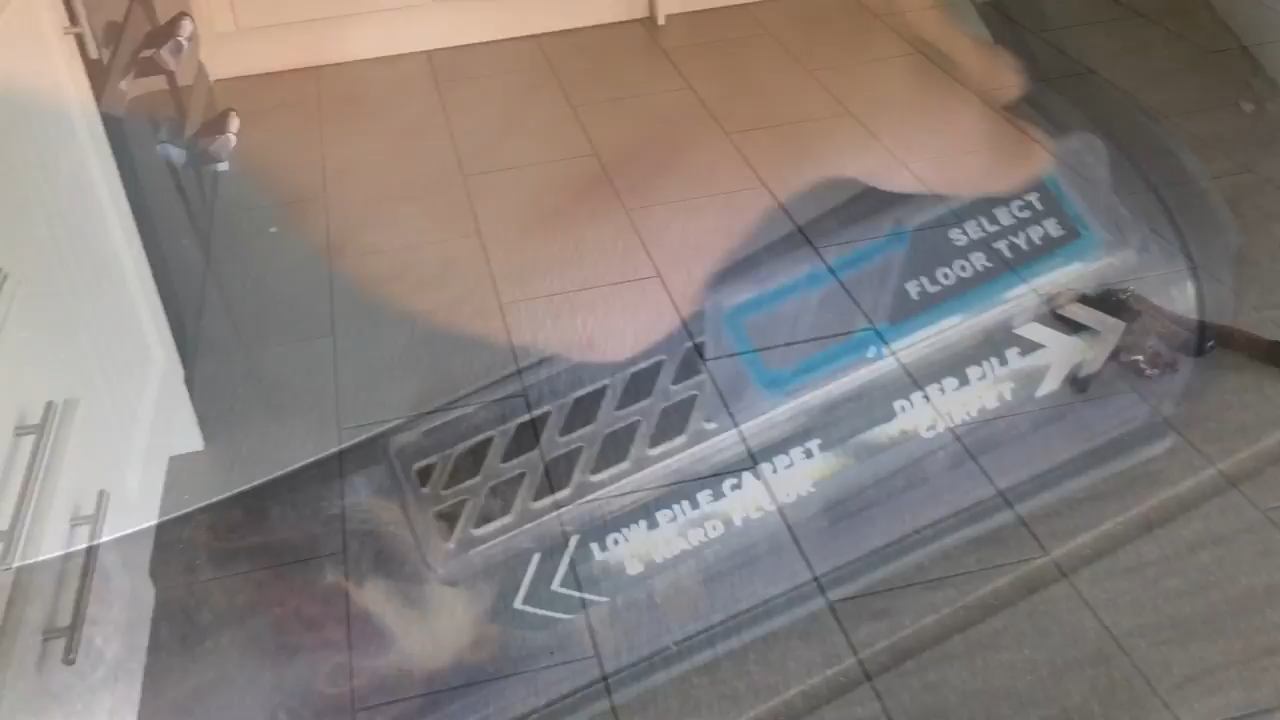 SELECT
FLOOR TYPE
DEEP PILE
CARPET
LOW PILE CARPET
& HARD FLOOR